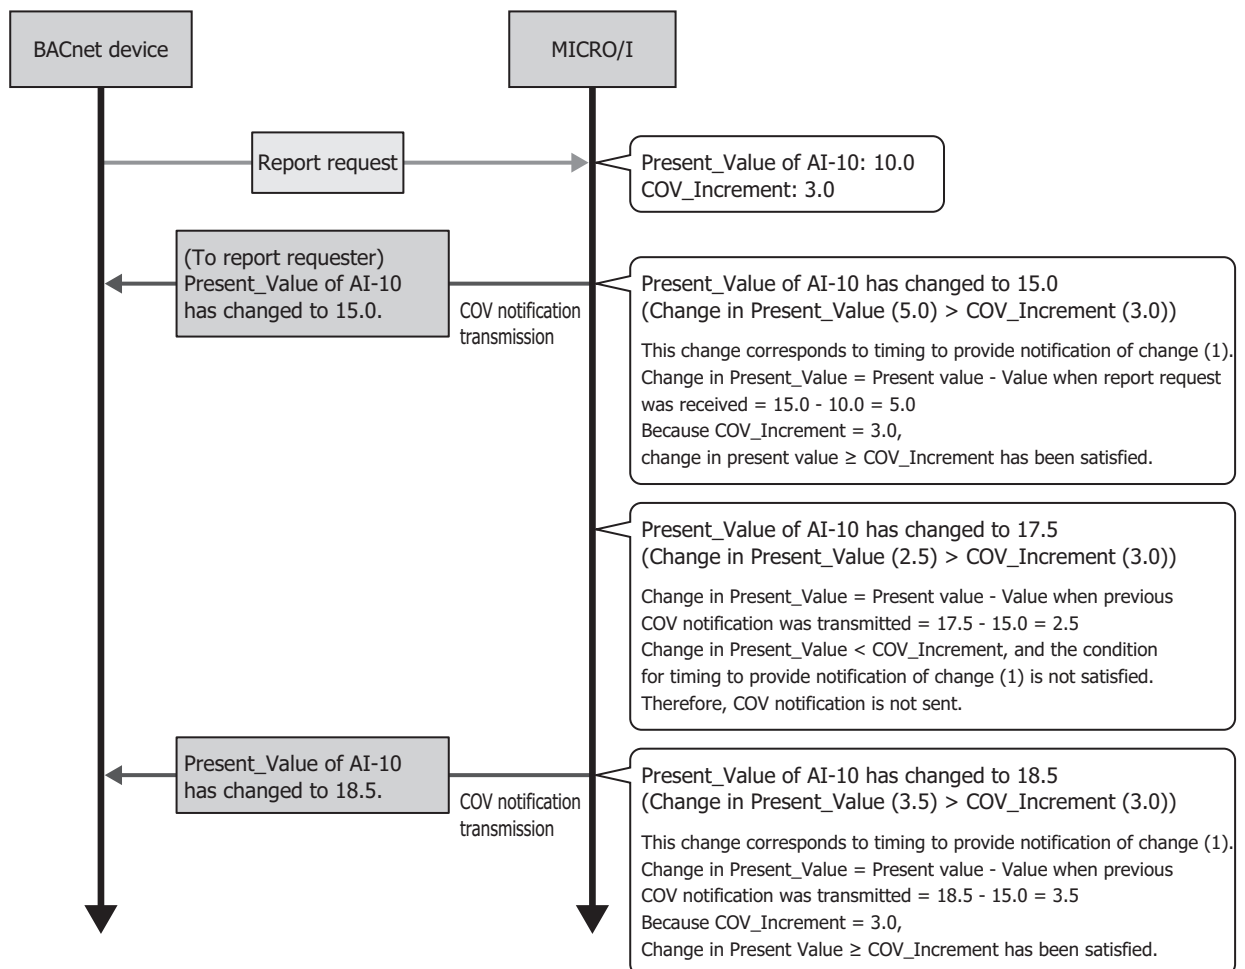 BACnet device
MICRO/I
Report request
Present_Value of AI-10: 10.0
COV_Increment: 3.0
(To report requester)
Present_Value of AI-10
has changed to 15.0.
COV notification
transmission
Present_Value of AI-10 has changed to 15.0
(Change in Present_Value (5.0) > COV_Increment (3.0))
This change corresponds to timing to provide notification of change (1).
Change in Present_Value = Present value - Value when report request
was received = 15.0 - 10.0 = 5.0
Because COV_Increment = 3.0,
change in present value ≥ COV_Increment has been satisfied.
Present_Value of AI-10 has changed to 17.5
(Change in Present_Value (2.5) > COV_Increment (3.0))
Change in Present_Value = Present value - Value when previous
COV notification was transmitted = 17.5 - 15.0 = 2.5
Change in Present_Value < COV_Increment, and the condition
for timing to provide notification of change (1) is not satisfied.
Therefore, COV notification is not sent.
Present_Value of AI-10
has changed to 18.5.
COV notification
transmission
Present_Value of AI-10 has changed to 18.5
(Change in Present_Value (3.5) > COV_Increment (3.0))
This change corresponds to timing to provide notification of change (1).
Change in Present_Value = Present value - Value when previous
COV notification was transmitted = 18.5 - 15.0 = 3.5
Because COV_Increment = 3.0,
Change in Present Value ≥ COV_Increment has been satisfied.